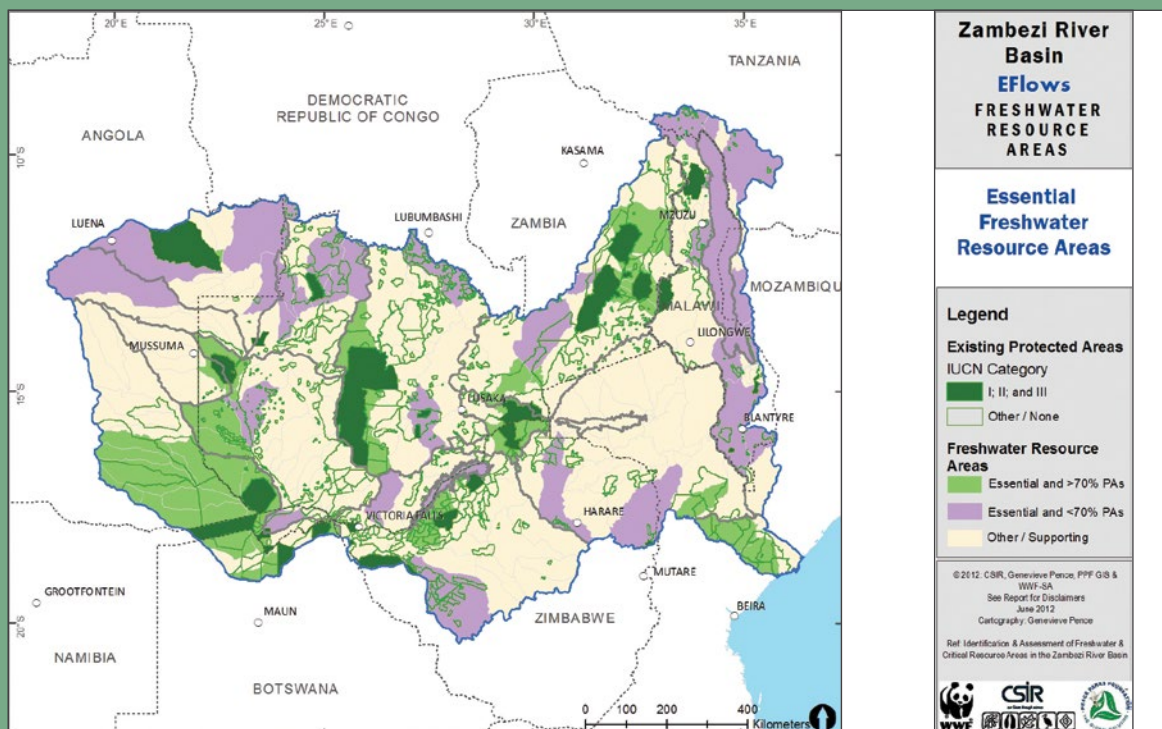 20° E
25° E
30° E
35° E
TANZANIA
DEMOCRATIC
REPUBLIC OF CONGO
ANGOLA
KASAMA
10°S
ZAMBIA
LUENA
LUBUMBASHI
MZUZU
MOZAMBIQU
MALAWI
LILONGWE
MUSSUMA
15°S
LUSAKA
BLANTYRE
VICTORIA FALLS
HARARE
MUTARE
GROOTFONTEIN
MAUN
BEIRA
ZIMBABWE
20°S
NAMIBIA
BOTSWANA
0 100 200 400
Kilometers
Zambezi River
Basin
EFlows
FRESHWATER
RESOURCE
AREAS
Essential
Freshwater
Resource Areas
Legend
Existing Protected Areas
IUCN Category
I; II; and III
Other / None
Freshwater Resource
Areas
Essential and >70% PAs
Essential and <70% PAs
Other / Supporting
©2012. CSIR, Genevieve Pence, PPF GIS &
WWF-SA
See Report for Disclaimers
June 2012
Cartography: Genevieve Pence
Ref: Identification & Assessment of Freshwater &
Critical Resource Areas in the Zambezi River Basin
WWF
CSIR